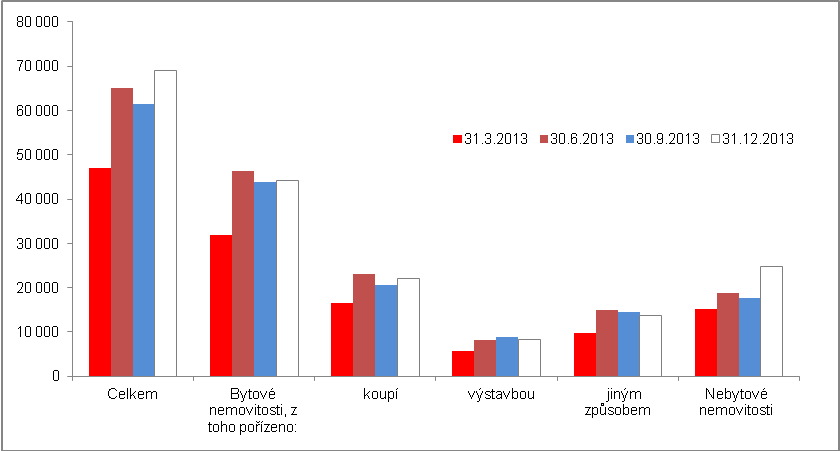 80 000
70 000
60 000
50 000
40 000
30 000
20 000
10 000
0
31.3.2013 30.6.2013 30.9.2013 31.12.2013
Celkem
Bytové
nemovitosti, z
toho pořízeno:
koupí
výstavbou
jiným
způsobem
Nebytové
nemovitosti